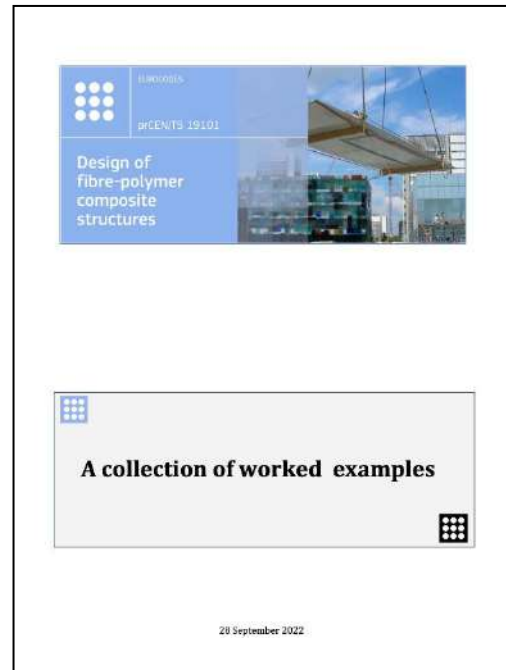 EUROCODES
prCEN/TS 19101
Design of
fibre-polymer
composite
structures
A collection of worked examples
28 September 2022